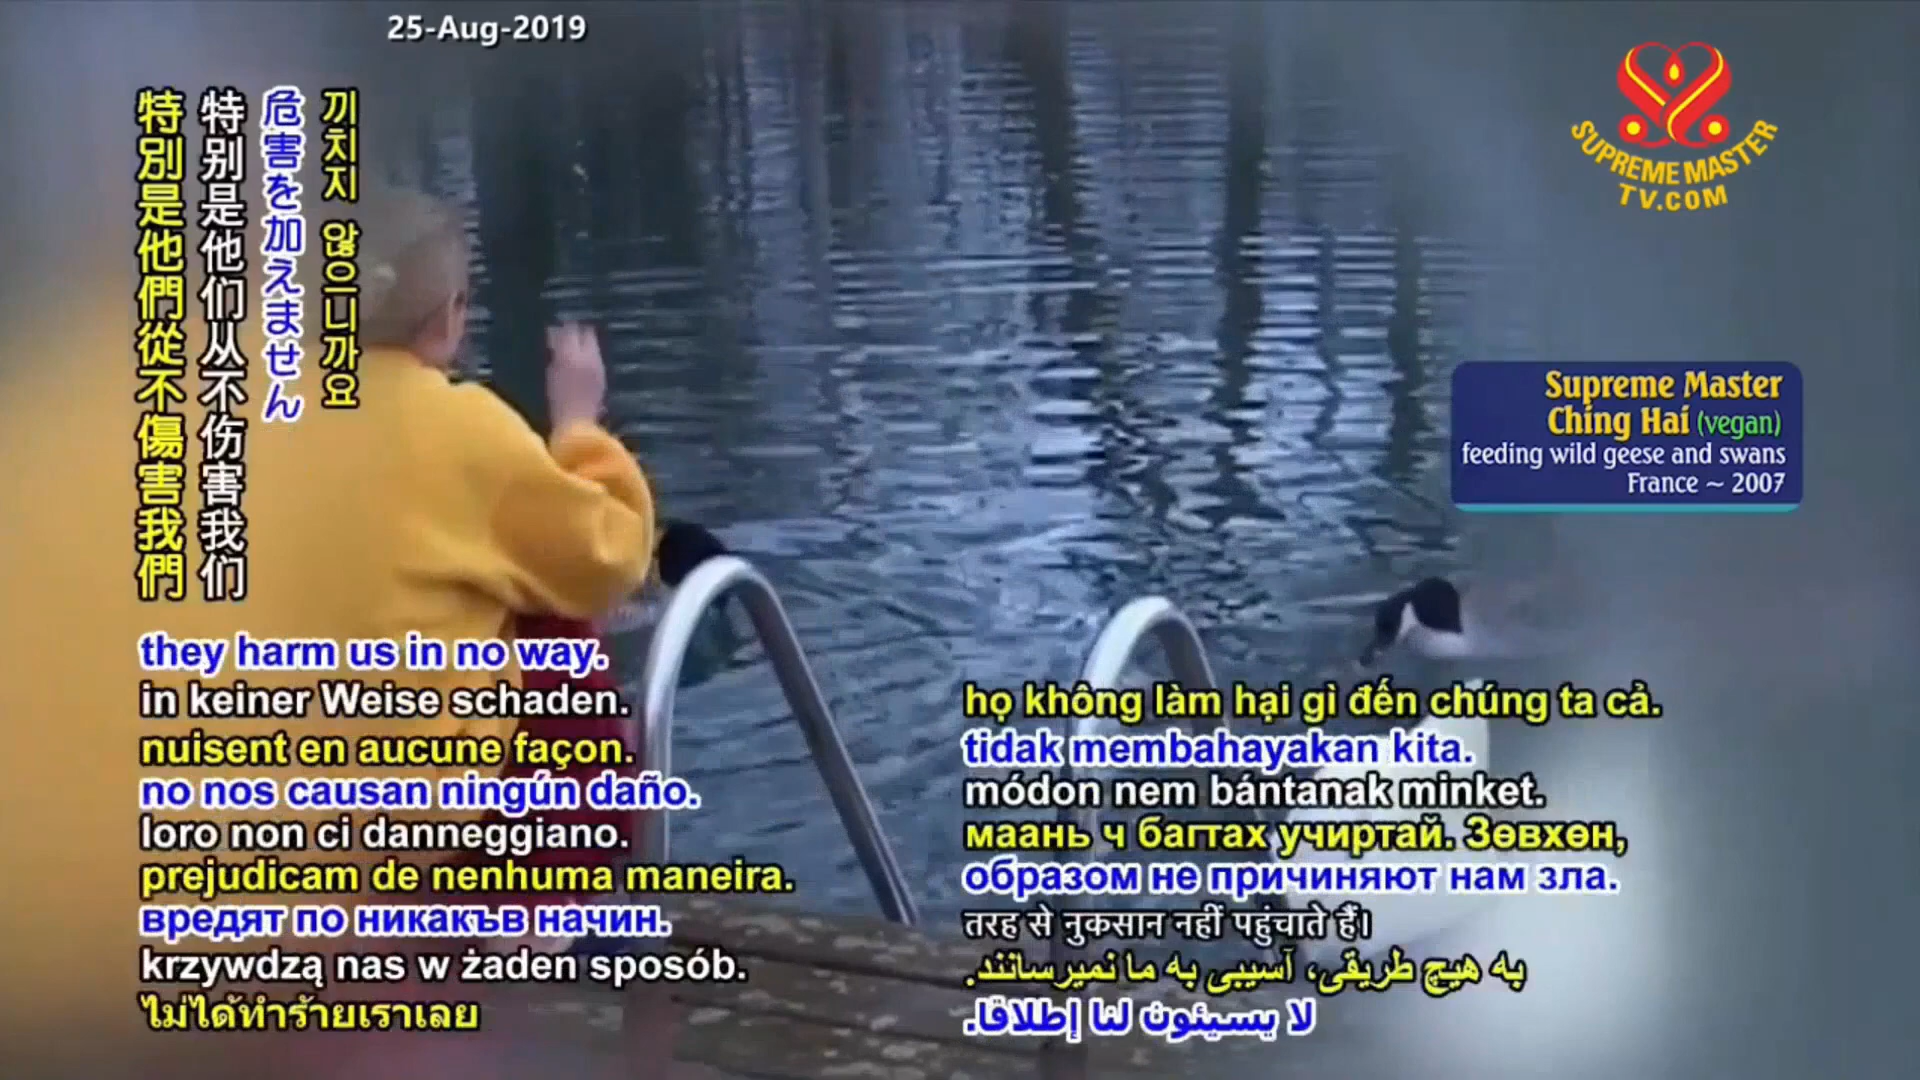 25-Aug-2019
SUPREME MASTER
TV.COM
끼치지 않으니까요
危害を加えません
特别是他们从不伤害我们
特別是他們從不傷害我們
Supreme Master
Ching Hai (vegan)
feeding wild geese and swans
France ~ 2007
they harm us in no way.
in keiner Weise schaden.
nuisent en aucune façon.
no nos causan ningún daño.
loro non ci danneggiano.
prejudicam de nenhuma maneira.
вредят по никакъв начин.
krzywdzą nas w żaden sposób.
ไม่ได้ทำร้ายเราเลย
họ không làm hại gì đến chúng ta cả.
tidak membahayakan kita.
módon nem bántanak minket.
маань ч багтах учиртай. Зөвхөн,
образом не причиняют нам зла.
तरह से नुकसान नहीं पहुंचाते हैं।
به هیچ طریقی، آسیبی به ما نمیرسانند.
لا يسيئون لنا إطلاقا.